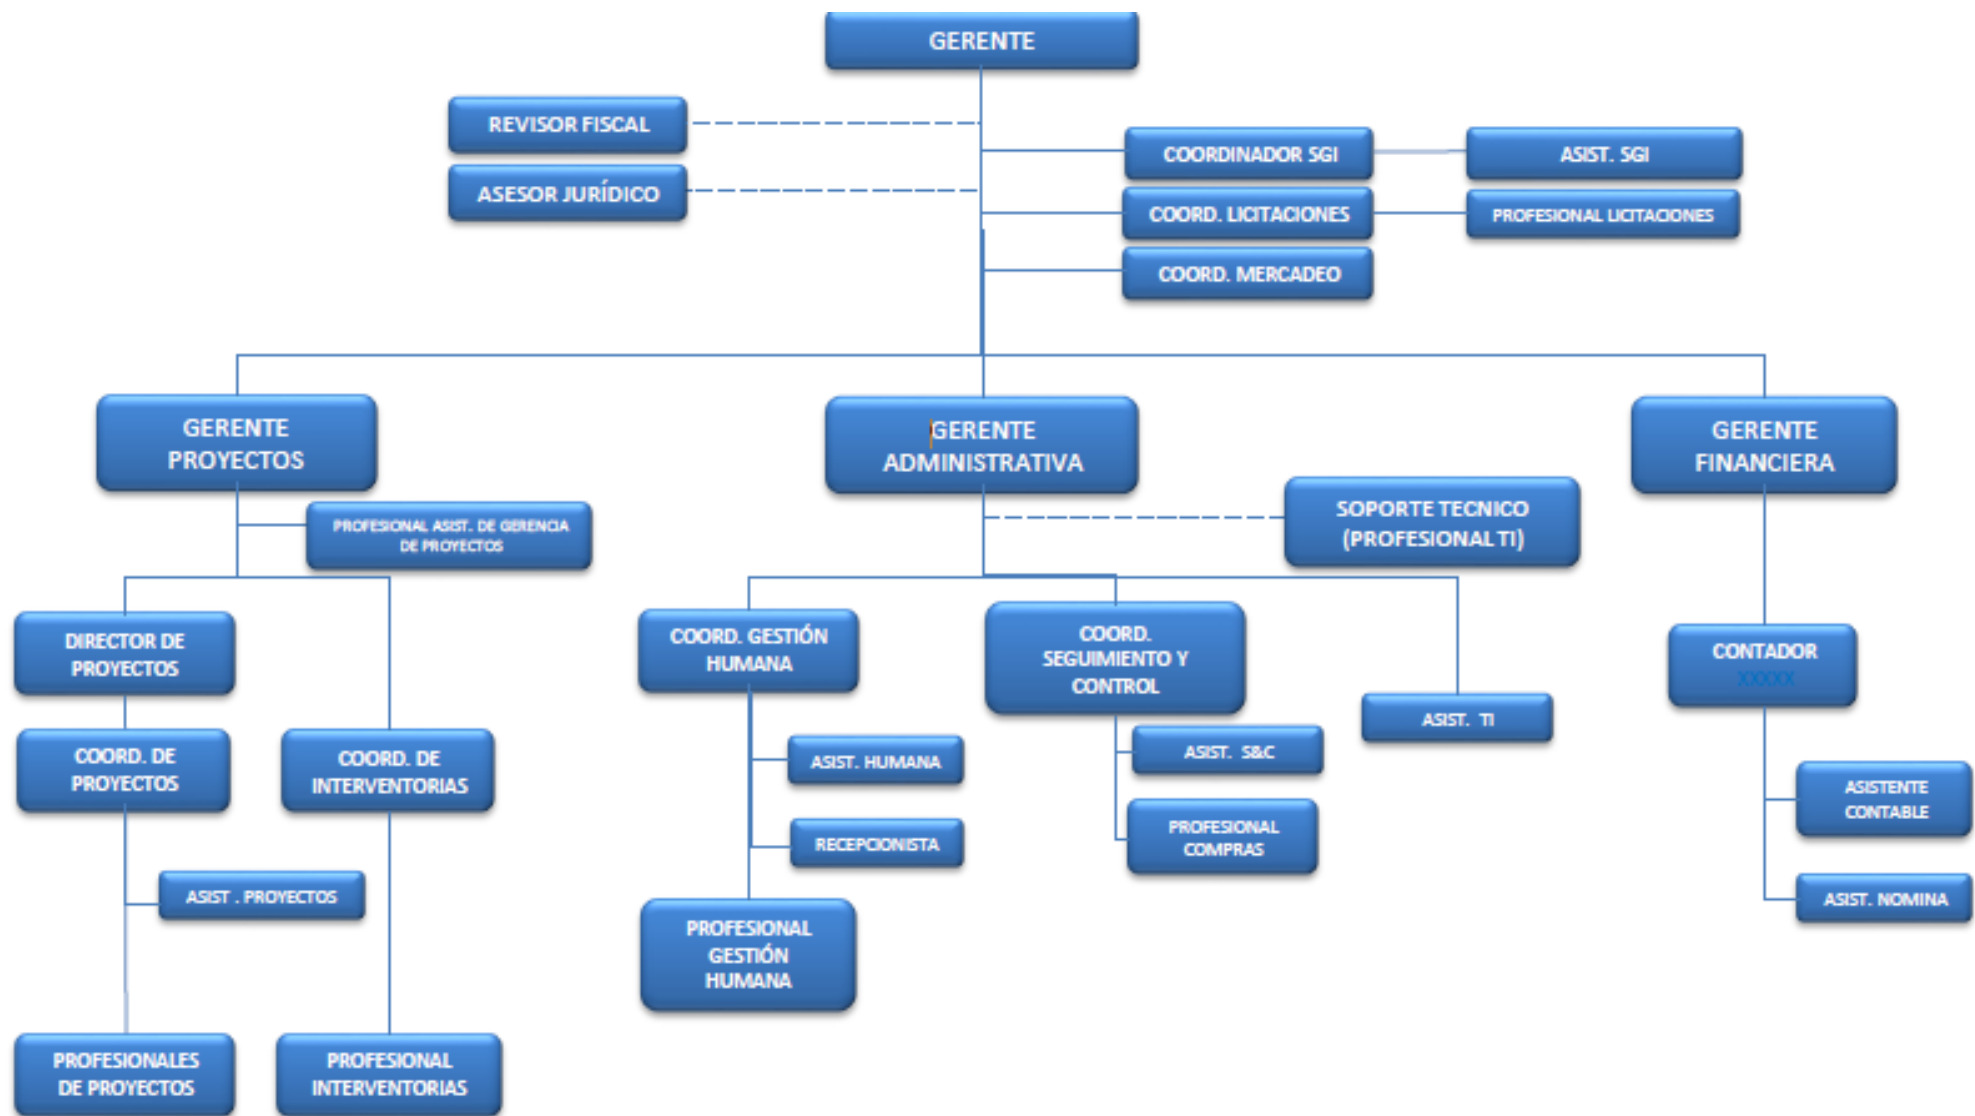 GERENTE
REVISOR FISCAL
COORDINADOR SGI
ASIST. SGI
ASESOR JURÍDICO
COORD. LICITACIONES
PROFESIONAL LICITACIONES
COORD. MERCADEO
GERENTE
PROYECTOS
GERENTE
ADMINISTRATIVA
GERENTE
FINANCIERA
PROFESIONAL ASIST. DE GERENCIA
DE PROYECTOS
SOPORTE TECNICO
(PROFESIONAL TI)
DIRECTOR DE
PROYECTOS
COORD. GESTIÓN
HUMANA
COORD.
SEGUIMIENTO Y
CONTROL
CONTADOR
XXXXX
ASIST. TI
COORD. DE
PROYECTOS
COORD. DE
INTERVENTORIAS
ASIST. HUMANA
ASIST. S&C
ASISTENTE
CONTABLE
RECEPCIONISTA
PROFESIONAL
COMPRAS
ASIST . PROYECTOS
ASIST. NOMINA
PROFESIONAL
GESTIÓN
HUMANA
PROFESIONALES
DE PROYECTOS
PROFESIONAL
INTERVENTORIAS